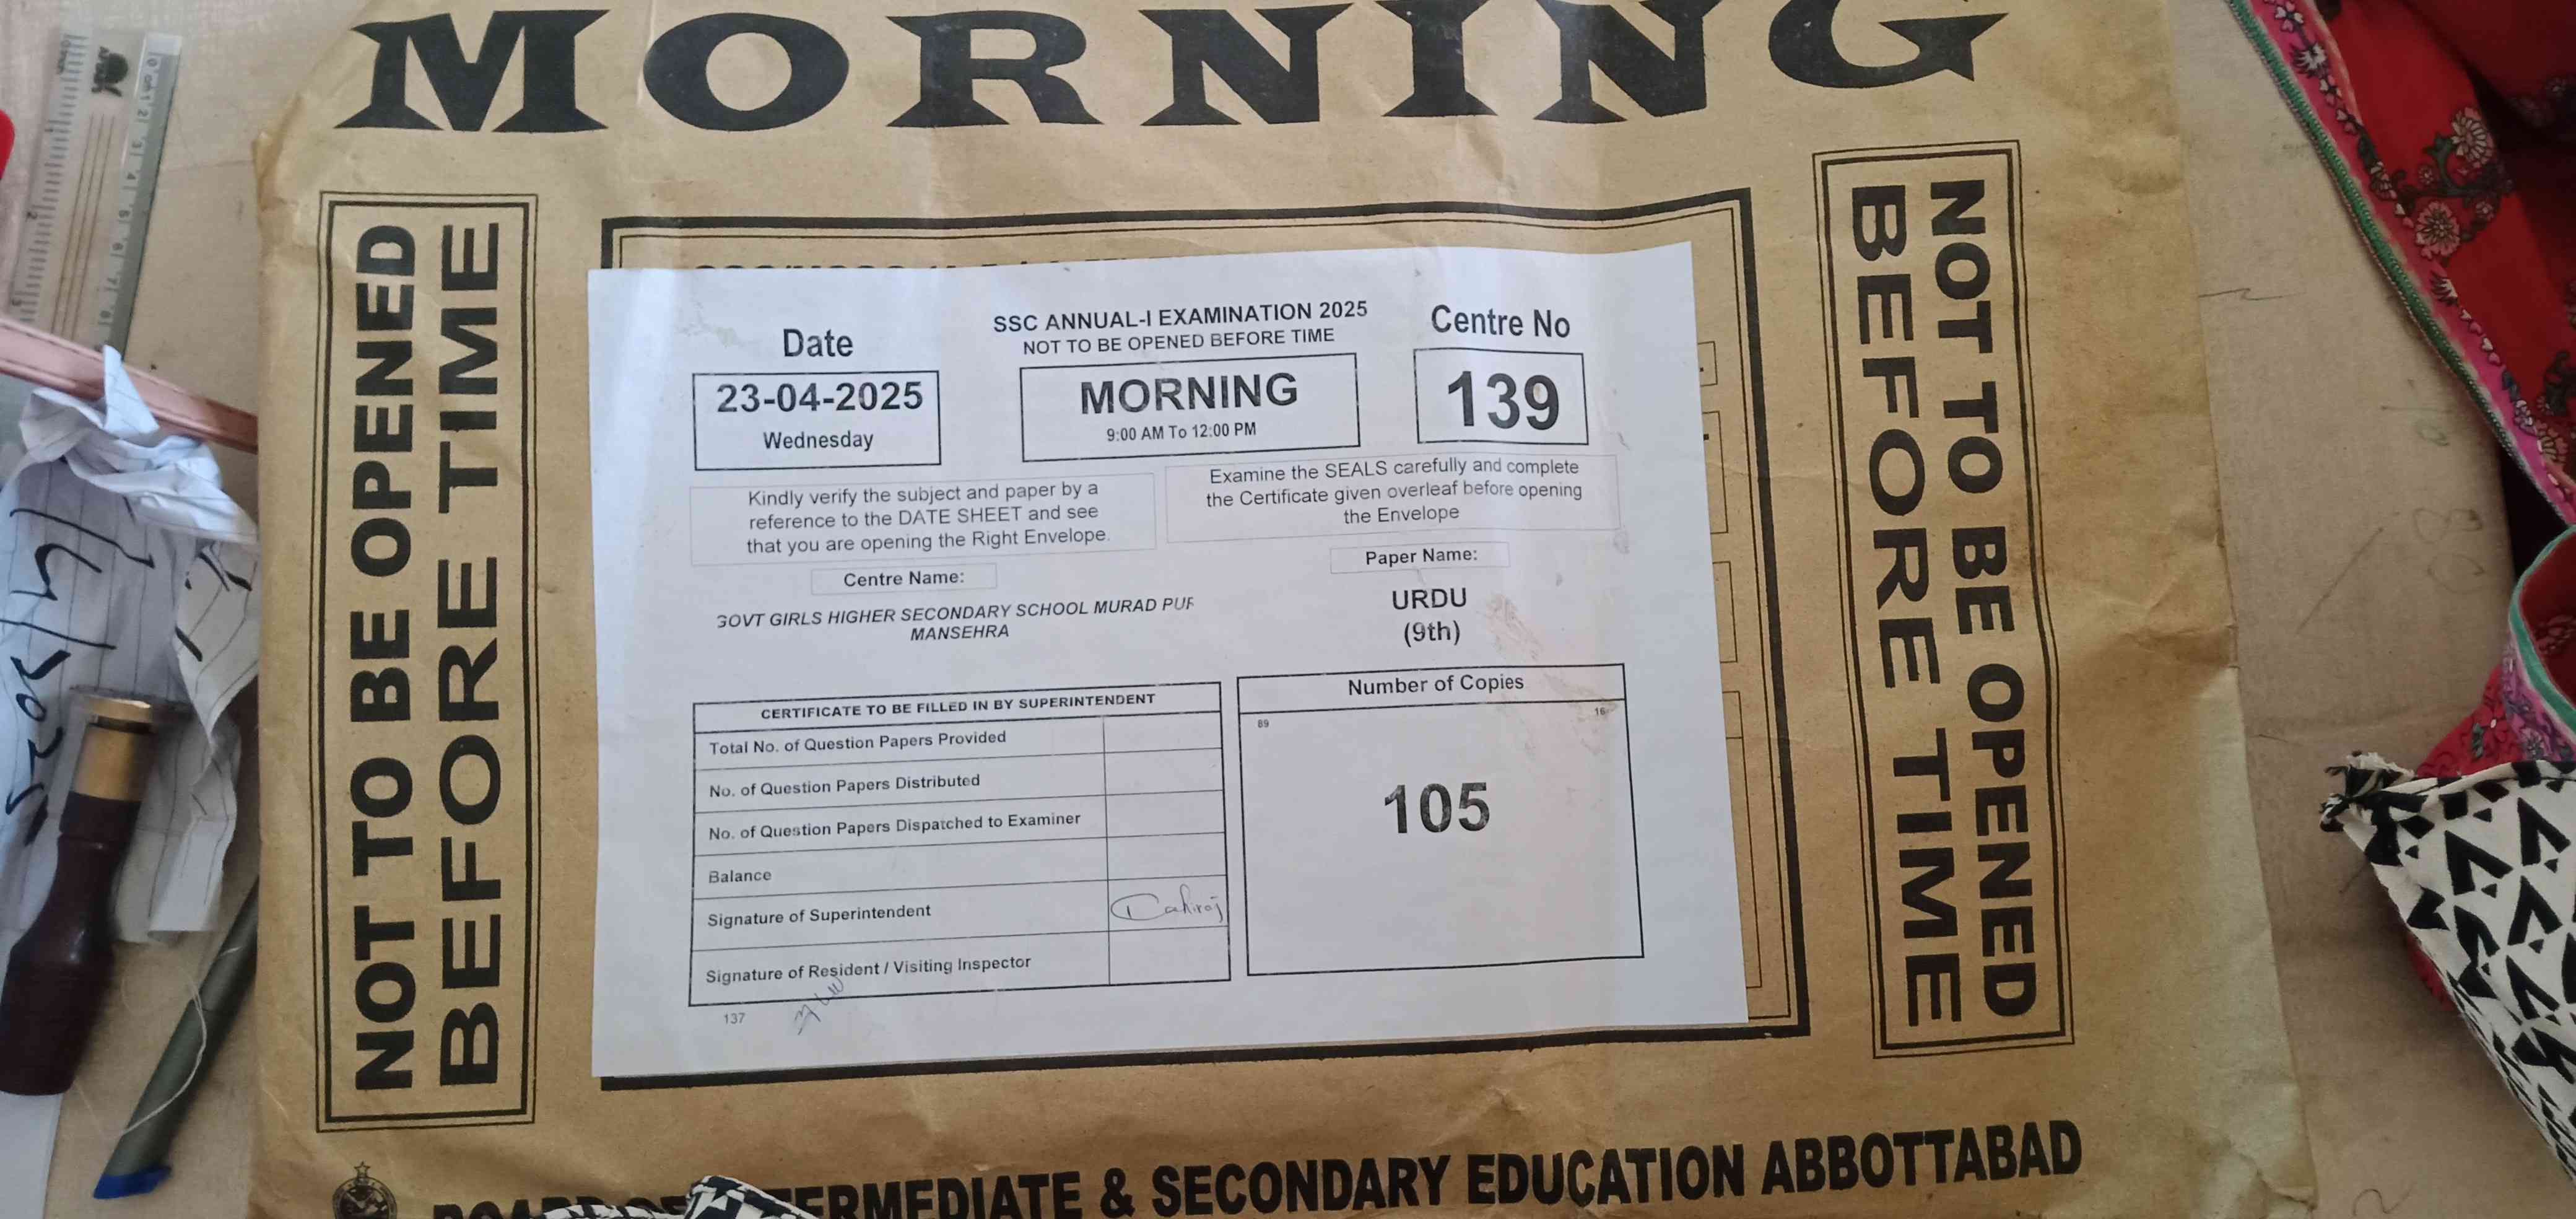 MORNING
NOT TO BE OPENED
BEFORE TIME
Date
23-04-2025
Wednesday
SSC ANNUAL-I EXAMINATION 2025
NOT TO BE OPENED BEFORE TIME
MORNING
9:00 AM To 12:00 PM
Centre No
139
Kindly verify the subject and paper by a
reference to the DATE SHEET and see
that you are opening the Right Envelope.
Examine the SEALS carefully and complete
the Certificate given overleaf before opening
the Envelope
Centre Name:
GOVT GIRLS HIGHER SECONDARY SCHOOL MURAD PUR
MANSEHRA
Paper Name:
URDU
(9th)
CERTIFICATE TO BE FILLED IN BY SUPERINTENDENT
Total No. of Question Papers Provided
No. of Question Papers Distributed
No. of Question Papers Dispatched to Examiner
Balance
Signature of Superintendent
Signature of Resident / Visiting Inspector
137
Number of Copies
89 16
105
NOT TO BE OPENED
BEFORE TIME
BOARD OF INTERMEDIATE & SECONDARY EDUCATION ABBOTTABAD